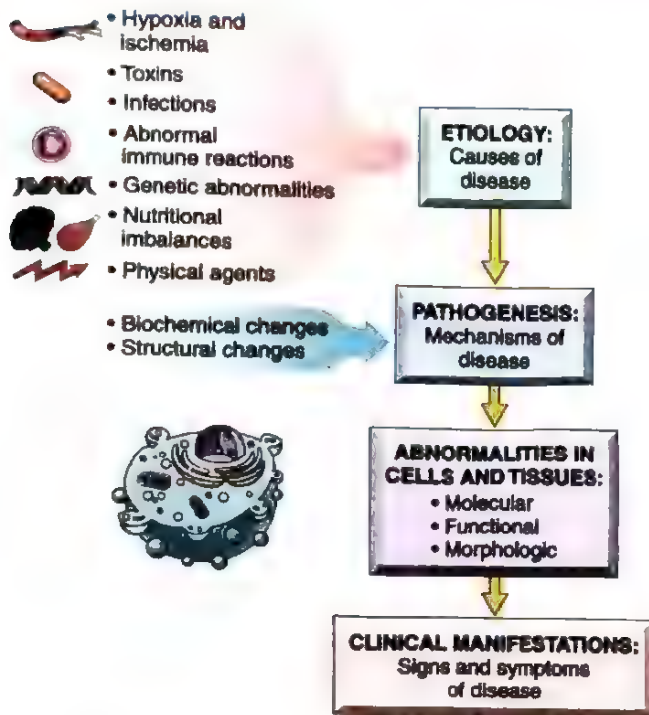 • Hypoxia and
ischemia
• Toxins
• Infections
• Abnormal
immune reactions
• Genetic abnormalities
• Nutritional
imbalances
• Physical agents
• Biochemical changes
• Structural changes
ETIOLOGY:
Causes of
disease
PATHOGENESIS:
Mechanisms of
disease
ABNORMALITIES IN
CELLS AND TISSUES:
• Molecular
• Functional
• Morphologic
CLINICAL MANIFESTATIONS:
Signs and symptoms
of disease